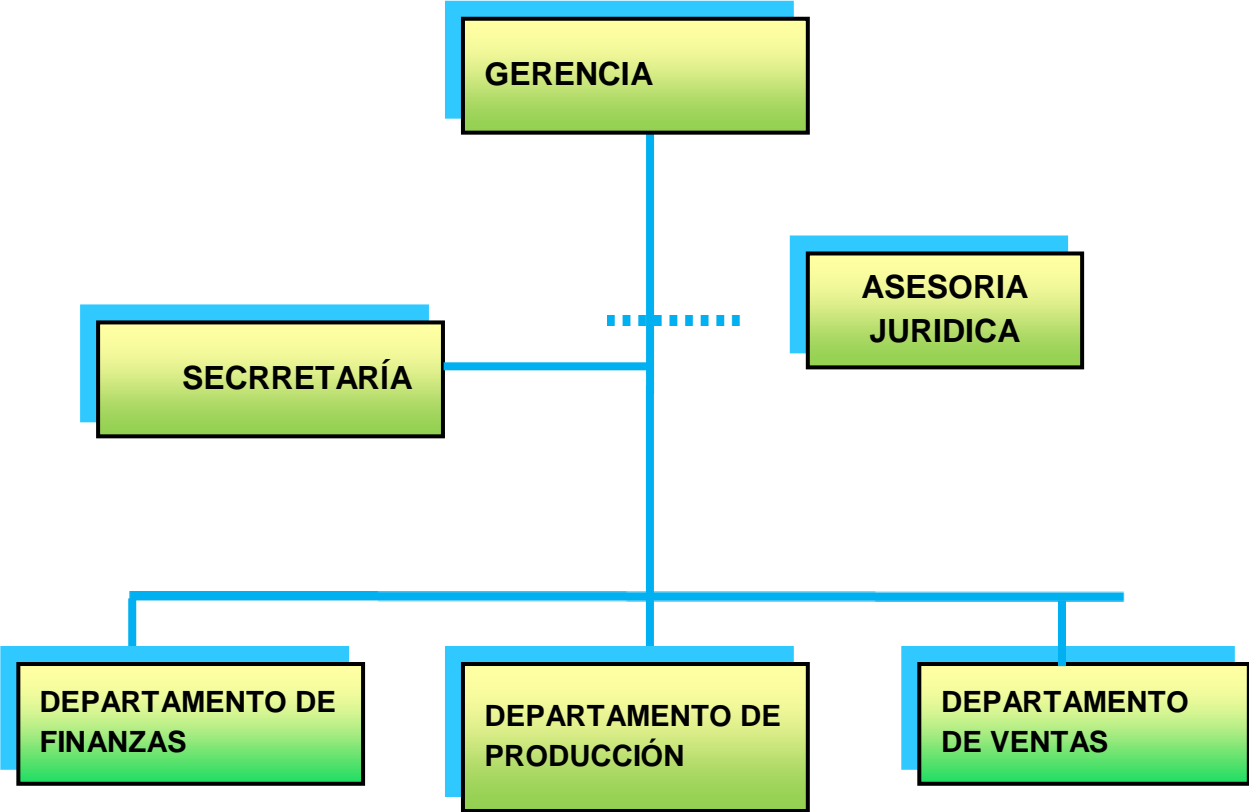 GERENCIA
ASESORIA
JURIDICA
SECRRETARÍA
DEPARTAMENTO DE
FINANZAS
DEPARTAMENTO DE
PRODUCCIÓN
DEPARTAMENTO
DE VENTAS